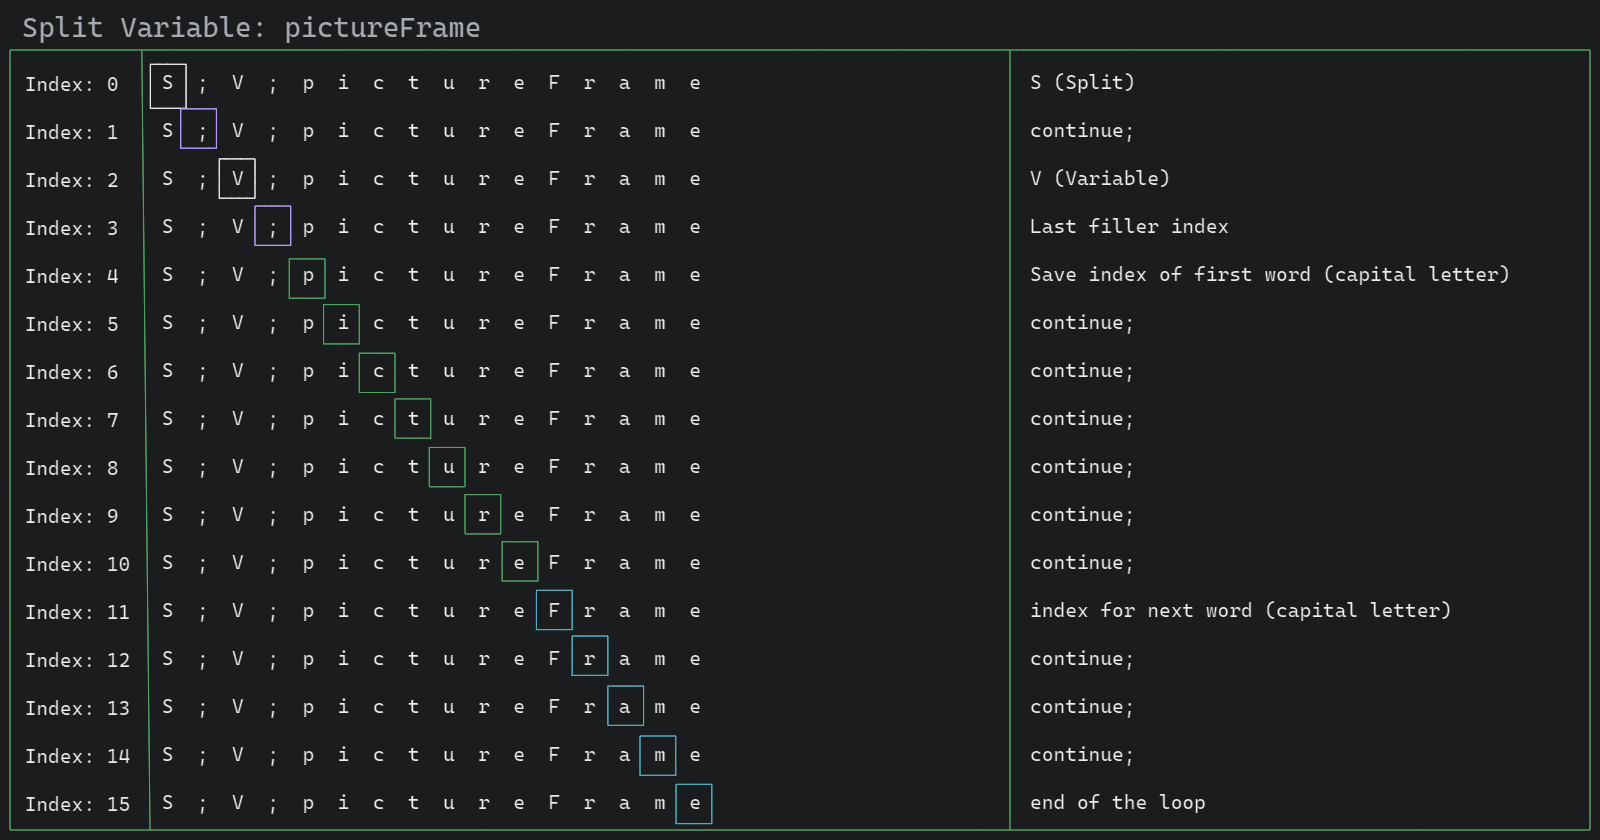 Split Variable: pictureFrame
Index: 0 S ; V ; p i c t u r e F r a m e S (Split)
Index: 1 S ; V ; p i c t u r e F r a m e continue;
Index: 2 S ; V ; p i c t u r e F r a m e V (Variable)
Index: 3 S ; V ; p i c t u r e F r a m e Last filler index
Index: 4 S ; V ; p i c t u r e F r a m e Save index of first word (capital letter)
Index: 5 S ; V ; p i c t u r e F r a m e continue;
Index: 6 S ; V ; p i c t u r e F r a m e continue;
Index: 7 S ; V ; p i c t u r e F r a m e continue;
Index: 8 S ; V ; p i c t u r e F r a m e continue;
Index: 9 S ; V ; p i c t u r e F r a m e continue;
Index: 10 S ; V ; p i c t u r e F r a m e continue;
Index: 11 S ; V ; p i c t u r e F r a m e index for next word (capital letter)
Index: 12 S ; V ; p i c t u r e F r a m e continue;
Index: 13 S ; V ; p i c t u r e F r a m e continue;
Index: 14 S ; V ; p i c t u r e F r a m e continue;
Index: 15 S ; V ; p i c t u r e F r a m e end of the loop